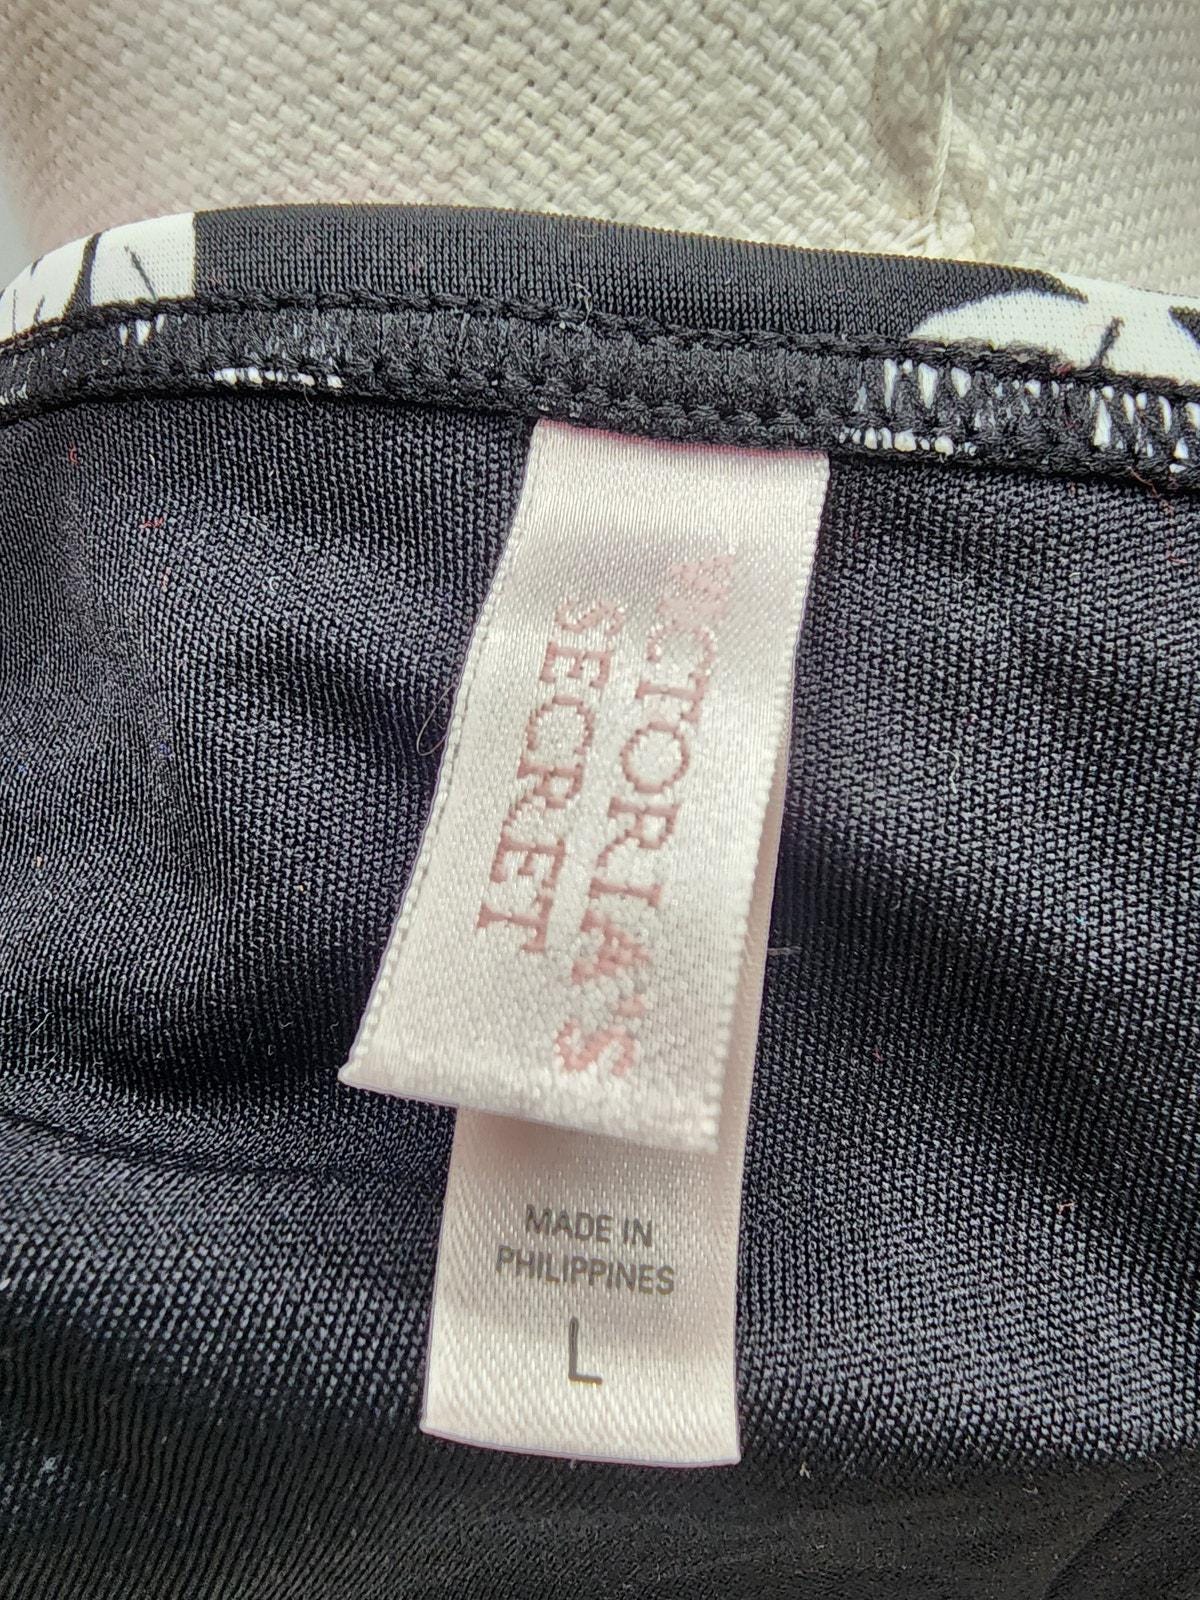 VICTORIA'S
SECRET
MADE IN
PHILIPPINES
L